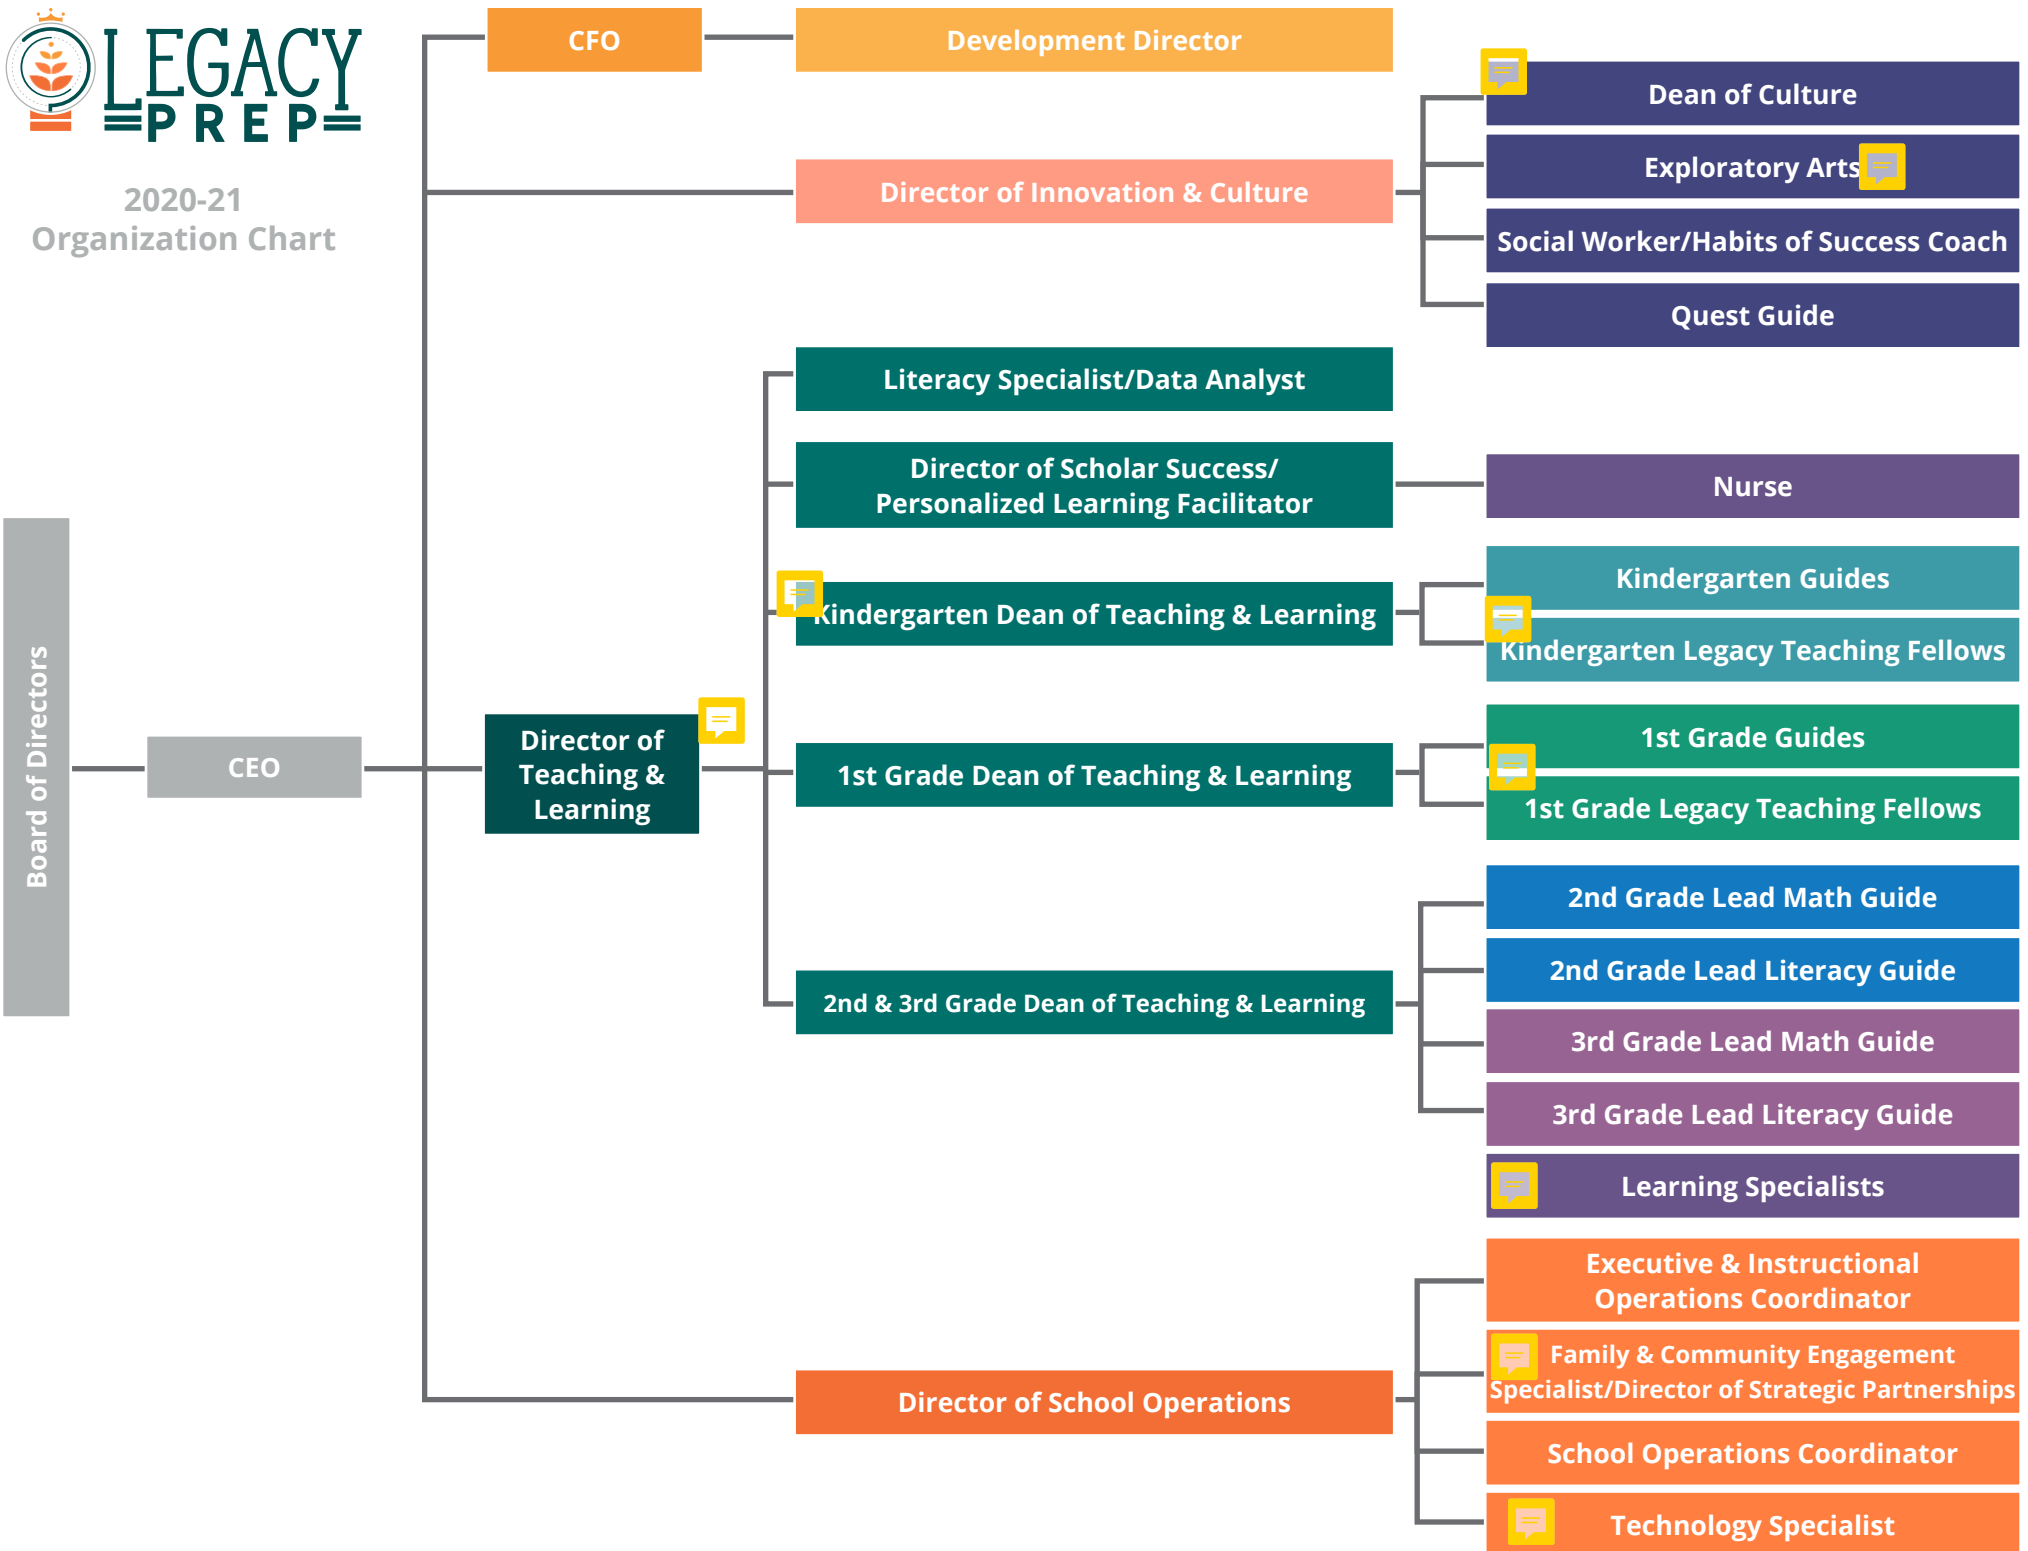 LEGACY
PREP
2020-21
Organization Chart
Board of Directors
CEO
CFO
Development Director
Director of Innovation & Culture
Dean of Culture
Exploratory Arts
Social Worker/Habits of Success Coach
Quest Guide
Director of
Teaching &
Learning
Literacy Specialist/Data Analyst
Director of Scholar Success/
Personalized Learning Facilitator
Nurse
Kindergarten Dean of Teaching & Learning
Kindergarten Guides
Kindergarten Legacy Teaching Fellows
1st Grade Dean of Teaching & Learning
1st Grade Guides
1st Grade Legacy Teaching Fellows
2nd & 3rd Grade Dean of Teaching & Learning
2nd Grade Lead Math Guide
2nd Grade Lead Literacy Guide
3rd Grade Lead Math Guide
3rd Grade Lead Literacy Guide
Learning Specialists
Director of School Operations
Executive & Instructional
Operations Coordinator
Family & Community Engagement
Specialist/Director of Strategic Partnerships
School Operations Coordinator
Technology Specialist